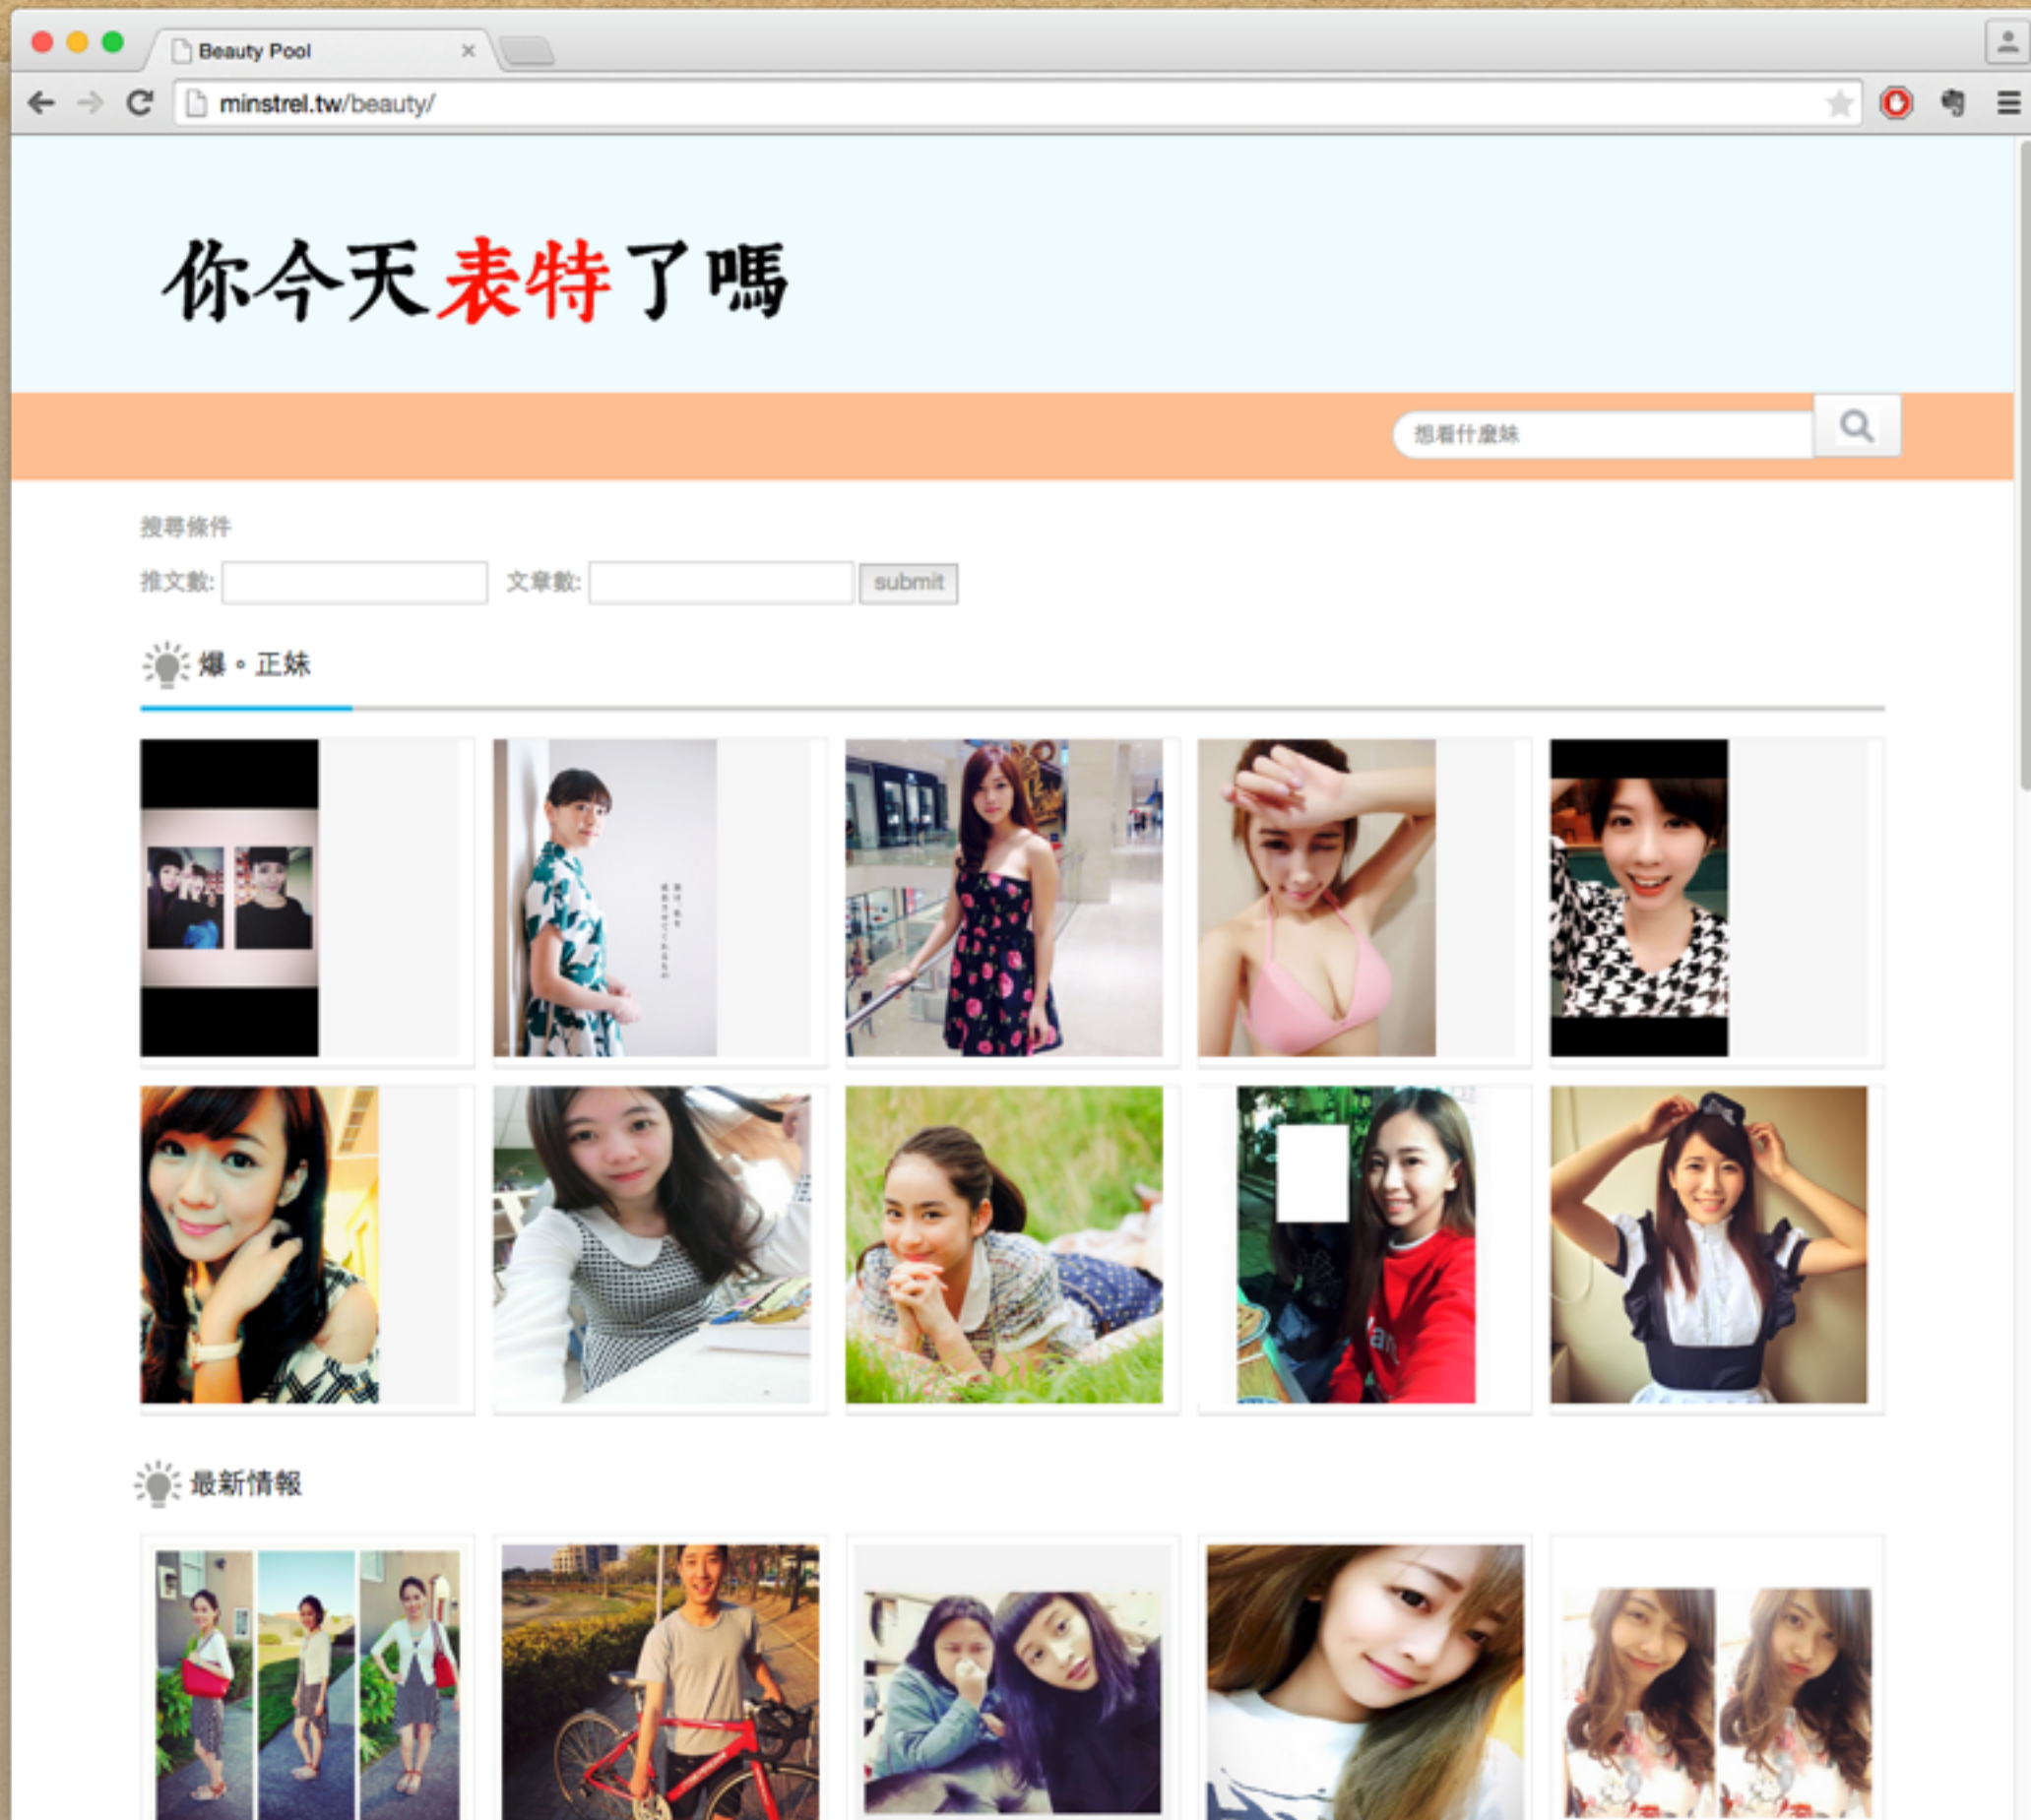 Beauty Pool
minstrel.tw/beauty/
你今天表特了嗎
想看什麼妹
搜尋條件
推文數: 文章數: submit
爆。正妹
最新情報